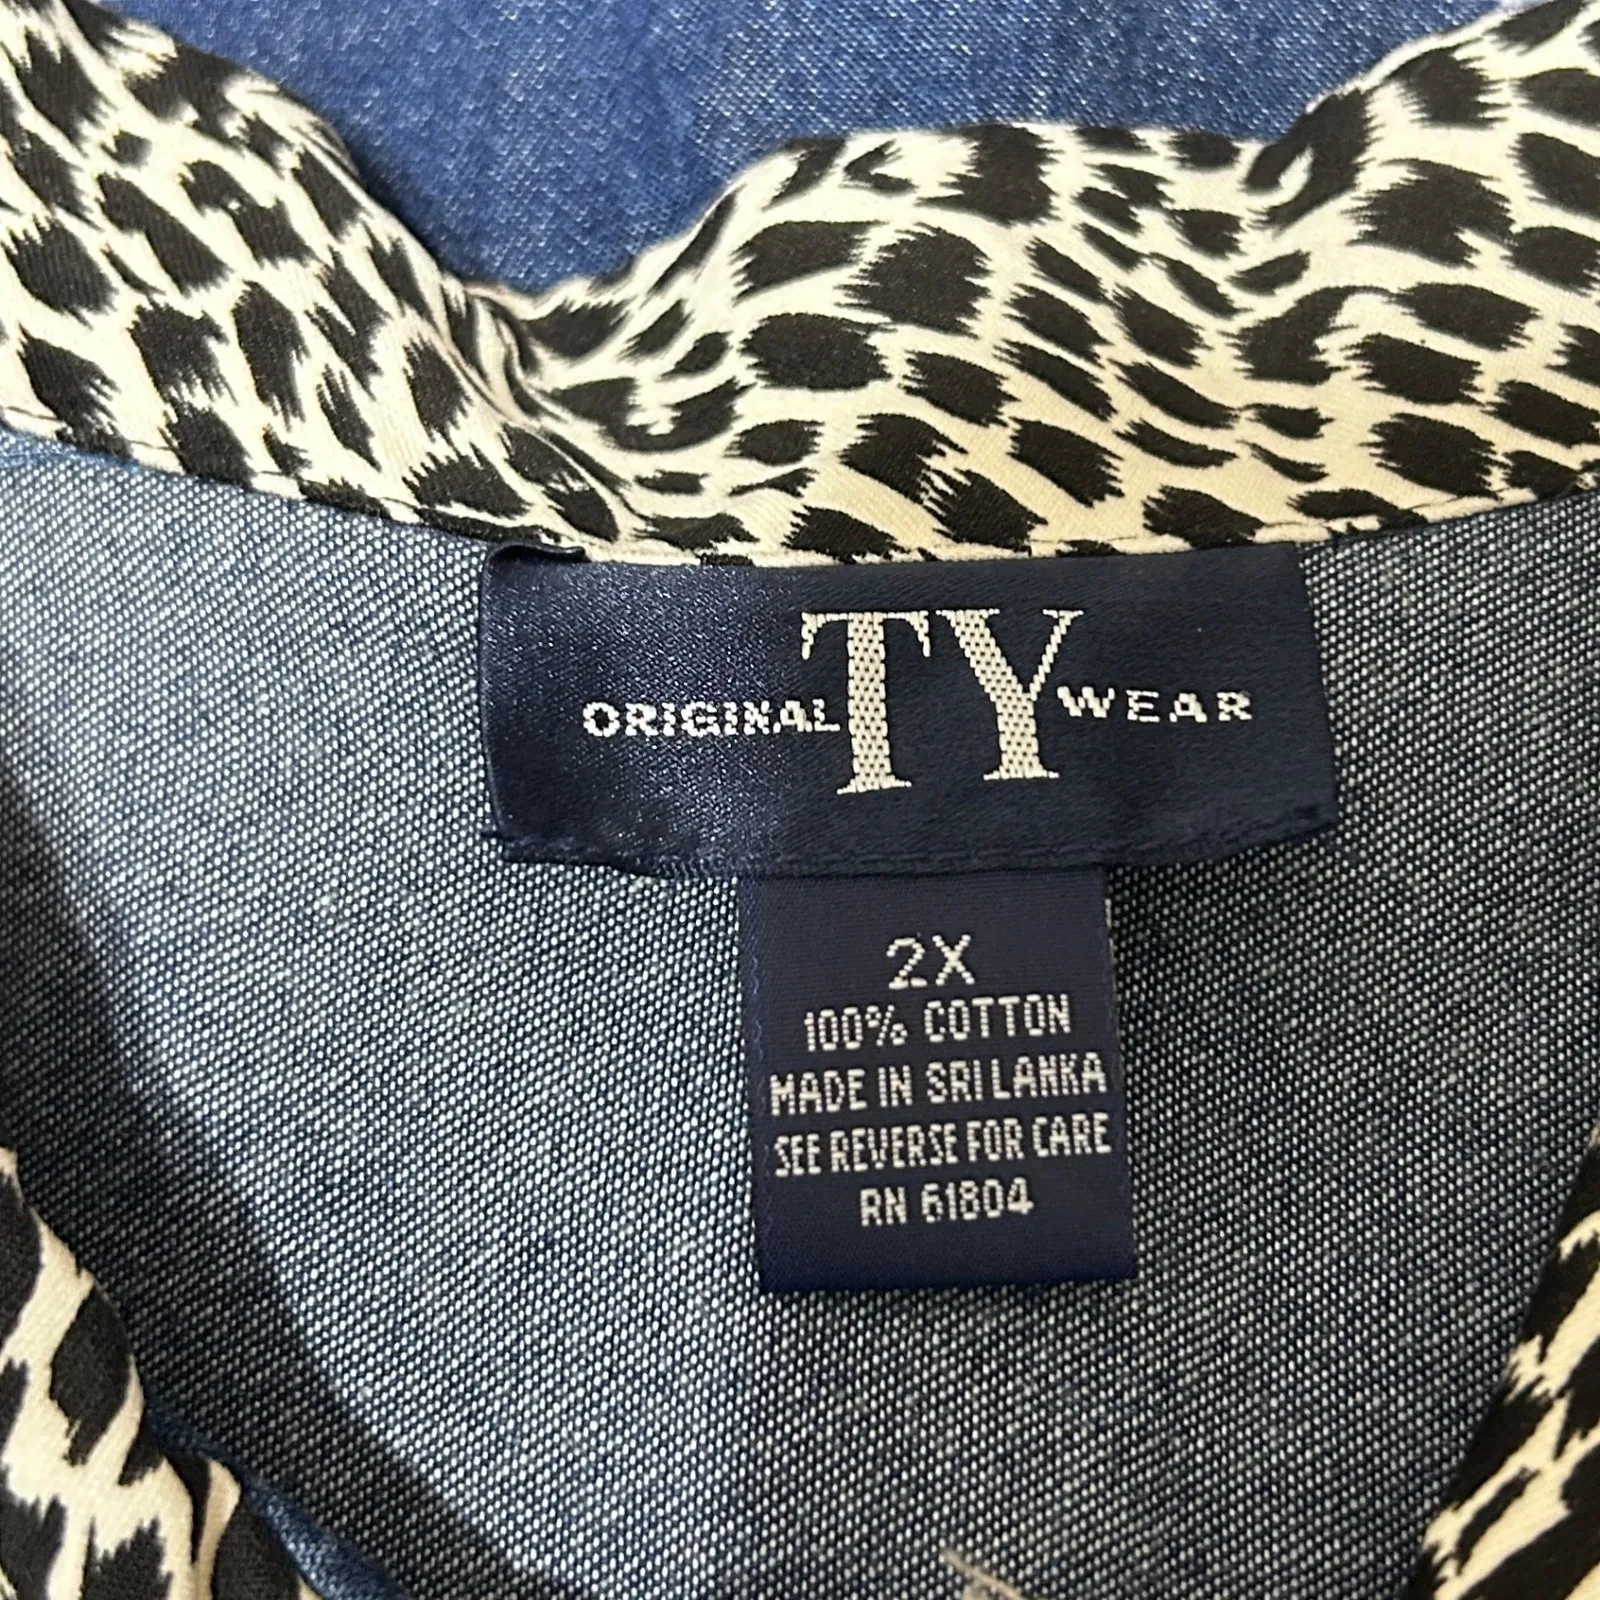 ORIGINAL TY WEAR
2X
100% COTTON
MADE IN SRI LANKA
SEE REVERSE FOR CARE
RN 61804